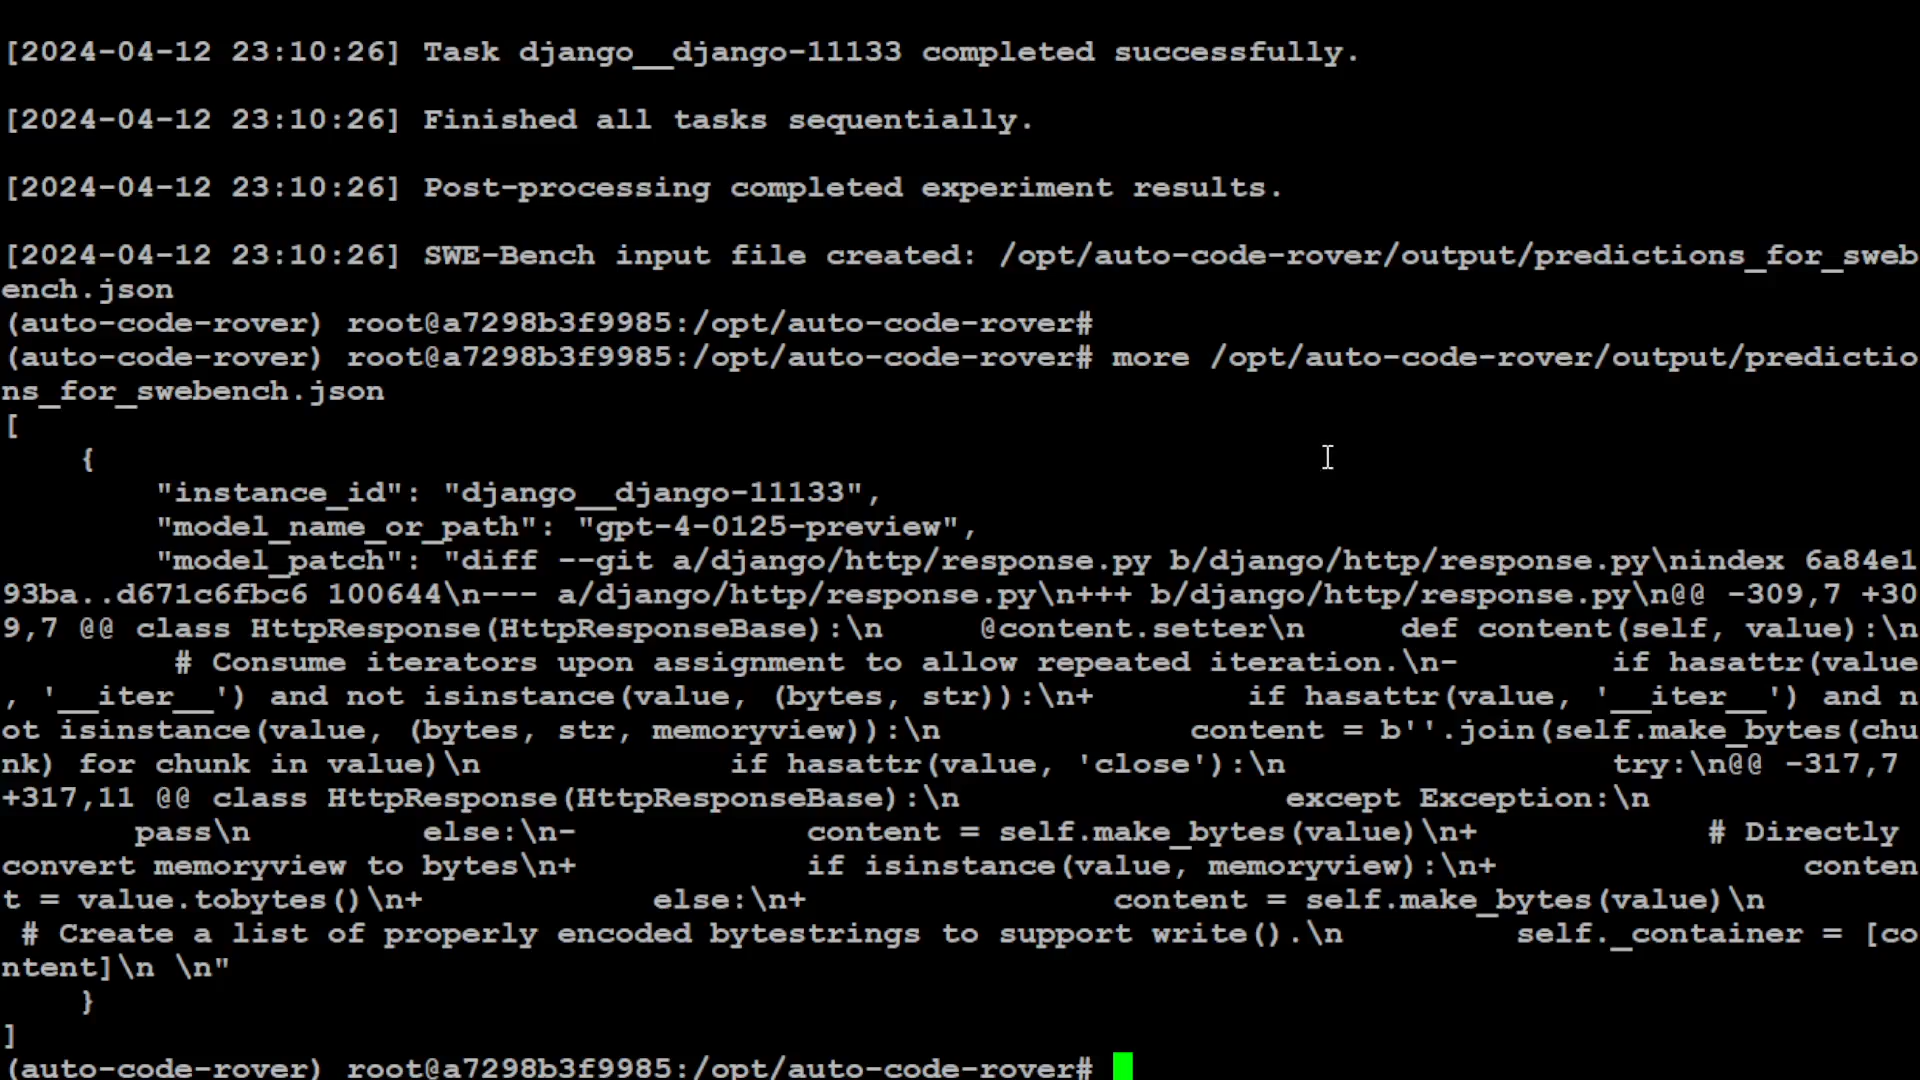 [2024-04-12 23:10:26] Task django__django-11133 completed successfully.
[2024-04-12 23:10:26] Finished all tasks sequentially.
[2024-04-12 23:10:26] Post-processing completed experiment results.
[2024-04-12 23:10:26] SWE-Bench input file created: /opt/auto-code-rover/output/predictions_for_sweb
ench.json
(auto-code-rover) root@a7298b3f9985:/opt/auto-code-rover#
(auto-code-rover) root@a7298b3f9985:/opt/auto-code-rover# more /opt/auto-code-rover/output/predictio
ns_for_swebench.json
[
    {
        "instance_id": "django__django-11133",
        "model_name_or_path": "gpt-4-0125-preview",
        "model_patch": "diff --git a/django/http/response.py b/django/http/response.py\nindex 6a84e1
93ba..d671c6fbc6 100644\n--- a/django/http/response.py\n+++ b/django/http/response.py\n@@ -309,7 +30
9,7 @@ class HttpResponse(HttpResponseBase):\n     @content.setter\n     def content(self, value):\n
         # Consume iterators upon assignment to allow repeated iteration.\n-        if hasattr(value
, '__iter__') and not isinstance(value, (bytes, str)):\n+        if hasattr(value, '__iter__') and n
ot isinstance(value, (bytes, str, memoryview)):\n             content = b''.join(self.make_bytes(chu
nk) for chunk in value)\n             if hasattr(value, 'close'):\n                 try:\n@@ -317,7 
+317,11 @@ class HttpResponse(HttpResponseBase):\n                 except Exception:\n
       pass\n         else:\n-            content = self.make_bytes(value)\n+            # Directly 
convert memoryview to bytes\n+            if isinstance(value, memoryview):\n+                conten
t = value.tobytes()\n+            else:\n+                content = self.make_bytes(value)\n
 # Create a list of properly encoded bytestrings to support write().\n         self._container = [co
ntent]\n \n"
    }
]
(auto-code-rover) root@a7298b3f9985:/opt/auto-code-rover#